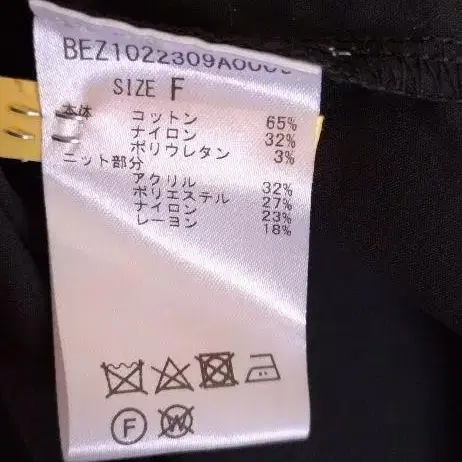 BEZ1022309A0000
SIZE F
本体
コットン 65%
ナイロン 32%
ポリウレタン 3%
ニット部分
アクリル 32%
ポリエステル 27%
ナイロン 23%
レーヨン 18%
F W